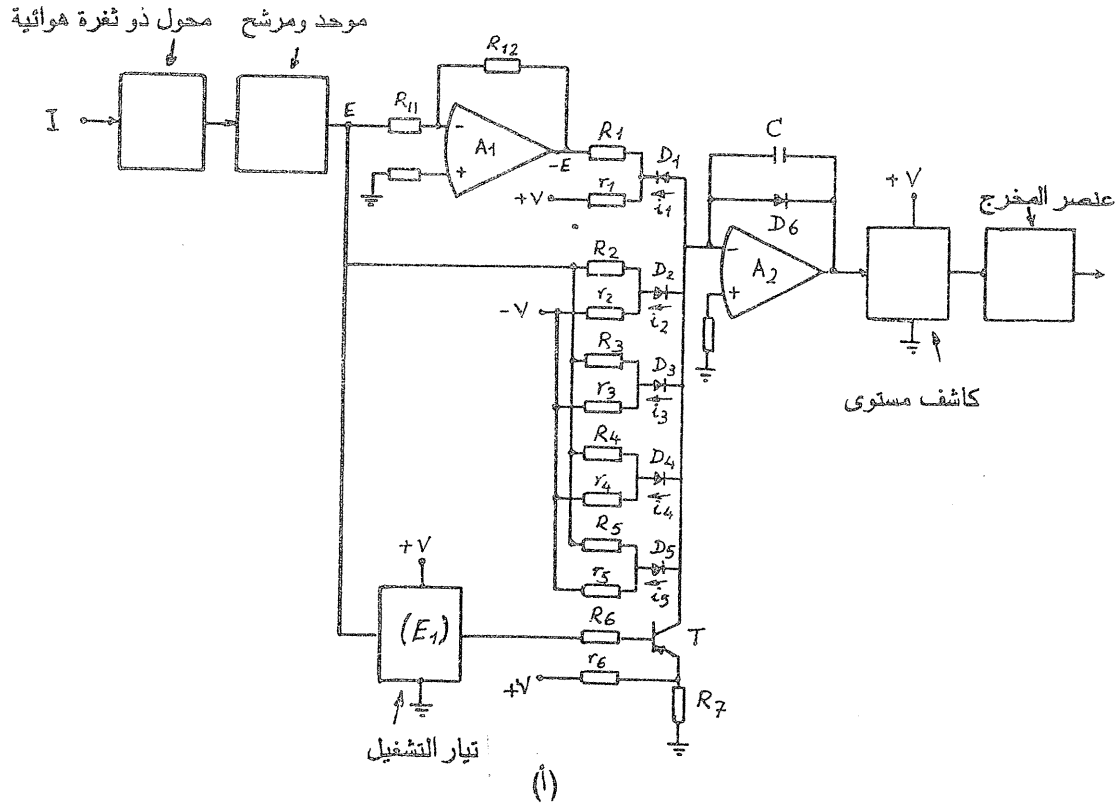 محول ذو ثغرة هوائية
موحد ومرشح
I
E
R11
R12
-
A1
+
-E
R1
D1
+V
r1
i1
C
D6
-
A2
+
+V
عنصر المخرج
كاشف مستوى
R2
D2
-V
r2
i2
R3
D3
r3
i3
R4
D4
r4
i4
R5
D5
r5
i5
+V
(E1)
R6
T
r6
+V
R7
تيار التشغيل
(أ)